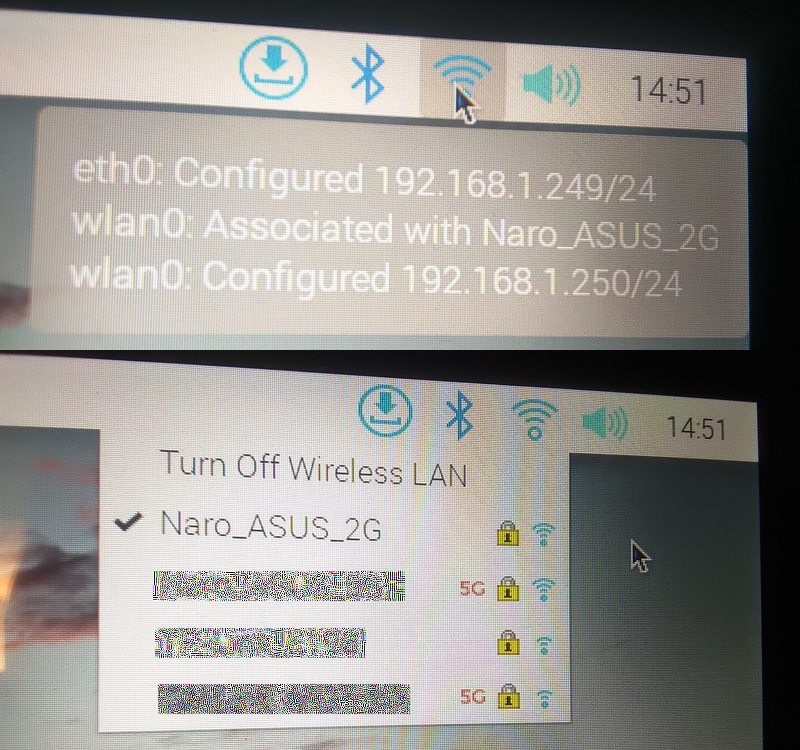 14:51
eth0: Configured 192.168.1.249/24
wlan0: Associated with Naro_ASUS_2G
wlan0: Configured 192.168.1.250/24
14:51
Turn Off Wireless LAN
Naro_ASUS_2G
5G
5G